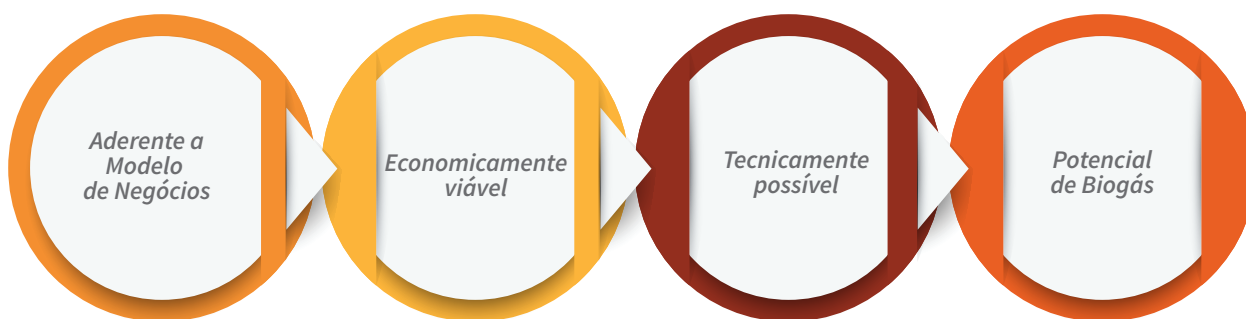 Aderente a
Modelo
de Negócios
Economicamente
viável
Tecnicamente
possível
Potencial
de Biogás